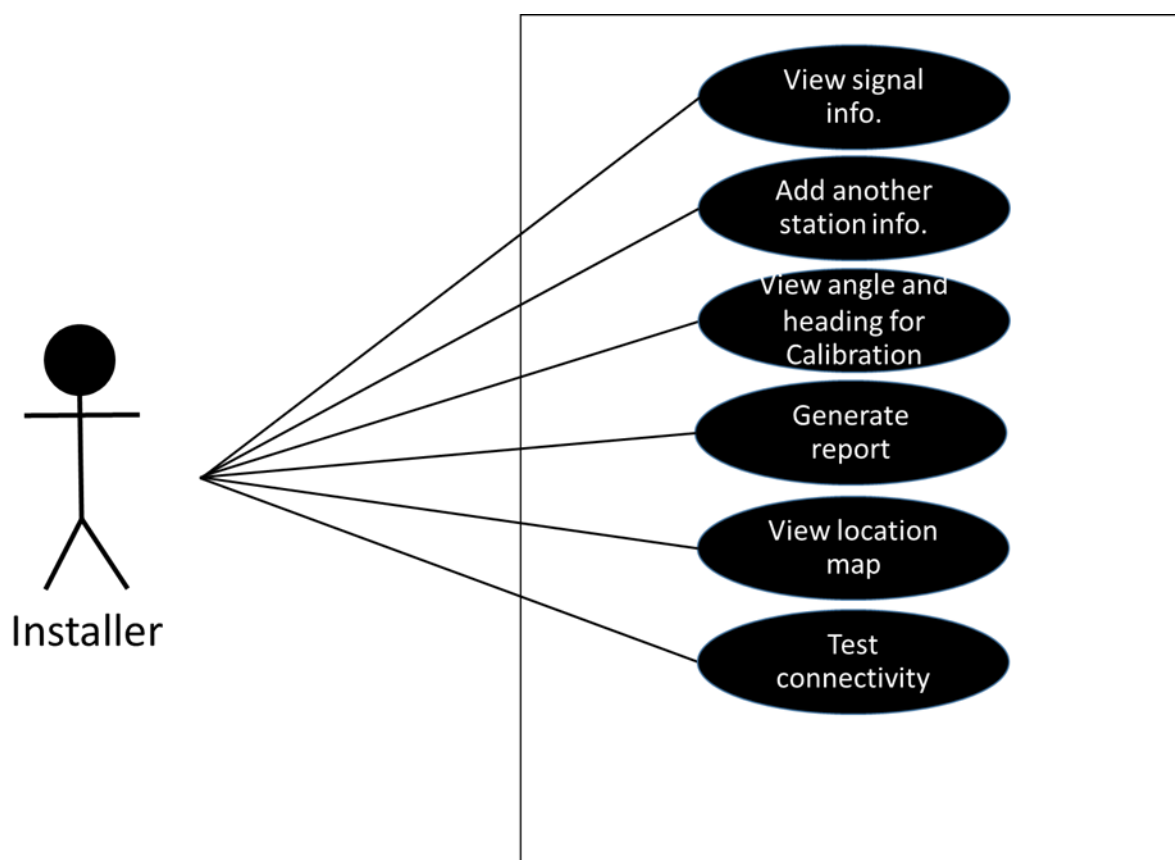 View signal
info.
Add another
station info.
View angle and
heading for
Calibration
Generate
report
View location
map
Test
connectivity
Installer